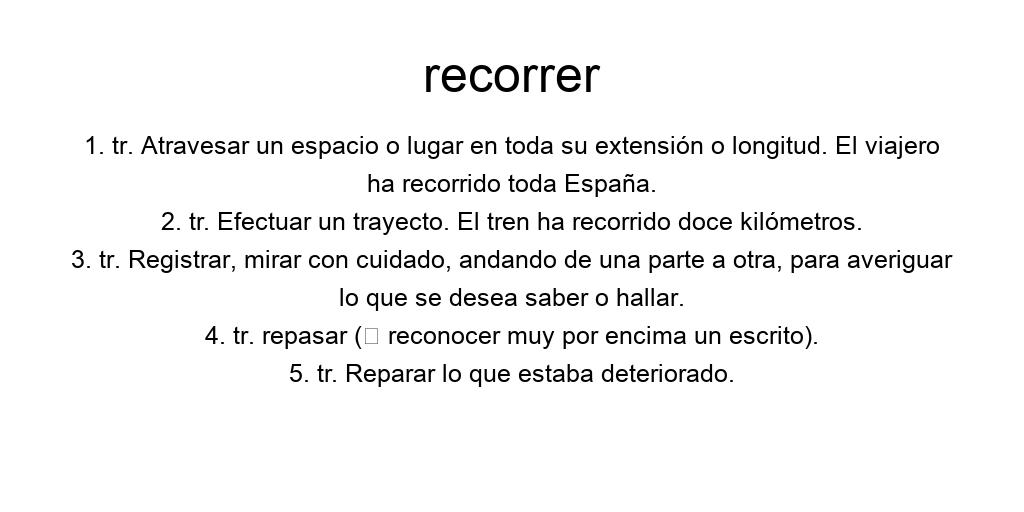 recorrer
1. tr. Atravesar un espacio o lugar en toda su extensión o longitud. El viajero
ha recorrido toda España.
2. tr. Efectuar un trayecto. El tren ha recorrido doce kilómetros.
3. tr. Registrar, mirar con cuidado, andando de una parte a otra, para averiguar
lo que se desea saber o hallar.
4. tr. repasar (□ reconocer muy por encima un escrito).
5. tr. Reparar lo que estaba deteriorado.